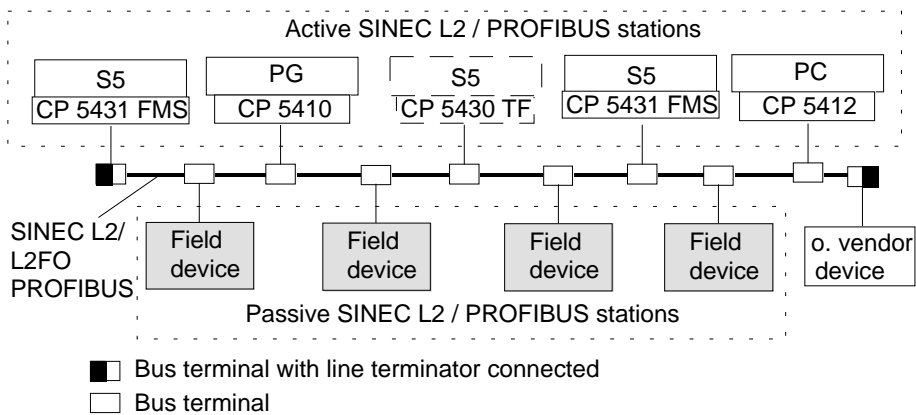 Active SINEC L2 / PROFIBUS stations
S5
CP 5431 FMS
PG
CP 5410
S5
CP 5430 TF
S5
CP 5431 FMS
PC
CP 5412
SINEC L2/
L2FO
PROFIBUS
Field
device
Field
device
Field
device
Field
device
o. vendor
device
Passive SINEC L2 / PROFIBUS stations
Bus terminal with line terminator connected
Bus terminal